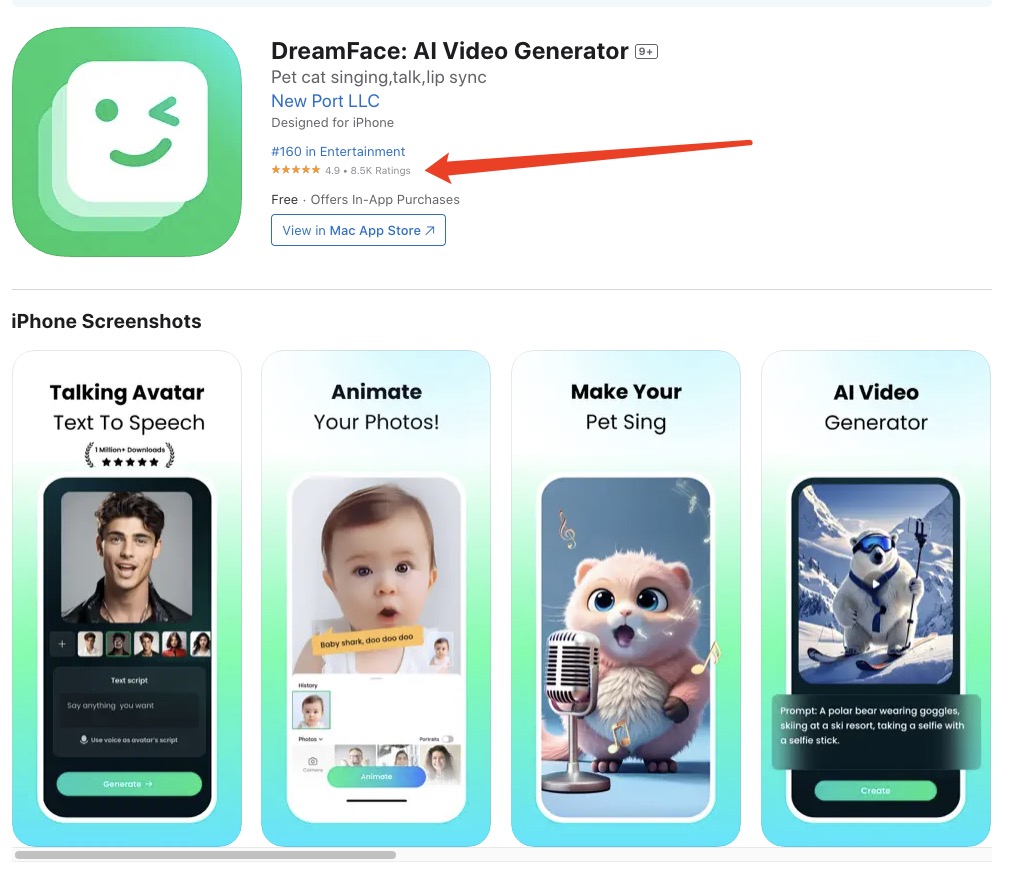 DreamFace: AI Video Generator 9+
Pet cat singing,talk,lip sync
New Port LLC
Designed for iPhone
#160 in Entertainment
★★★★★ 4.9 • 8.5K Ratings
Free · Offers In-App Purchases
View in Mac App Store ↗
iPhone Screenshots
Talking Avatar
Text To Speech
1 Million+ Downloads
★★★★★
+
Text script
Say anything you want
Use voice as avatar's script
Generate →
Animate
Your Photos!
Baby shark, doo doo doo
History
Photos
Portraits
Camera
Animate
Make Your
Pet Sing
AI Video
Generator
Prompt: A polar bear wearing goggles,
skiing at a ski resort, taking a selfie with
a selfie stick.
Create